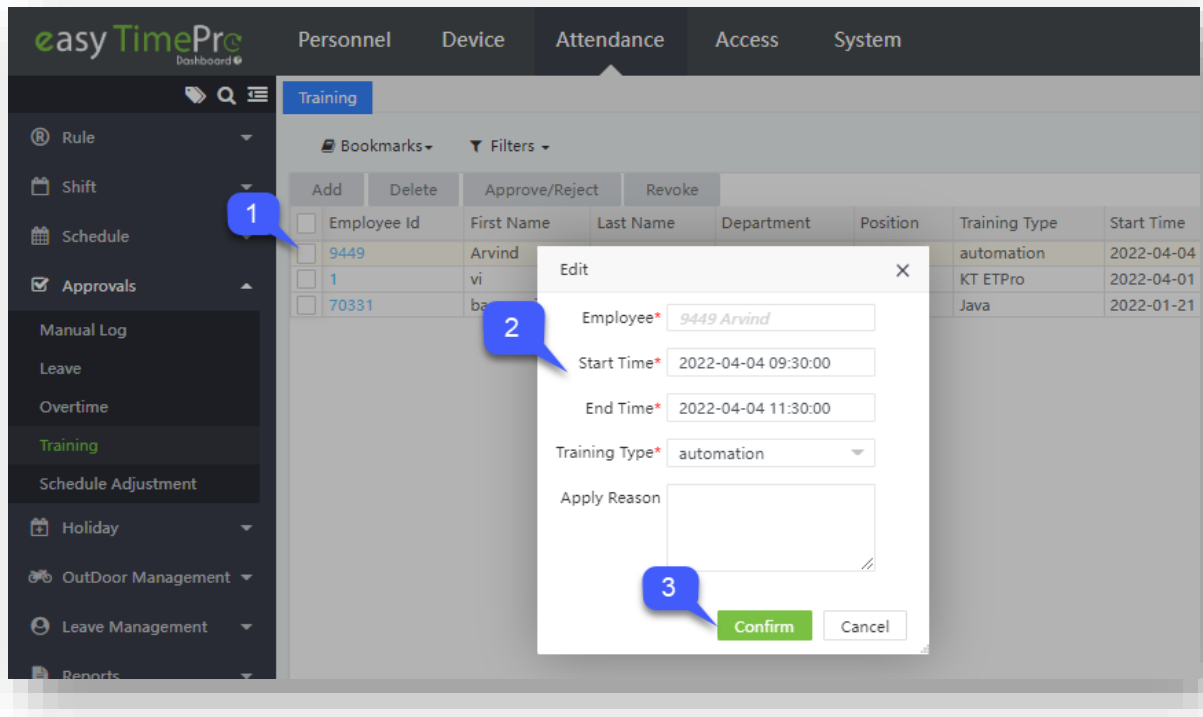 easy TimePro
Dashboard
Personnel Device Attendance Access System
Training
Rule
Shift
Schedule
Approvals
Manual Log
Leave
Overtime
Training
Schedule Adjustment
Holiday
OutDoor Management
Leave Management
Reports
Bookmarks Filters
Add Delete Approve/Reject Revoke
Employee Id First Name Last Name Department Position Training Type Start Time
9449 Arvind automation 2022-04-04
1 vi KT ETPro 2022-04-01
70331 Java 2022-01-21
1
Edit
2
Employee* 9449 Arvind
Start Time* 2022-04-04 09:30:00
End Time* 2022-04-04 11:30:00
Training Type* automation
Apply Reason
3
Confirm Cancel